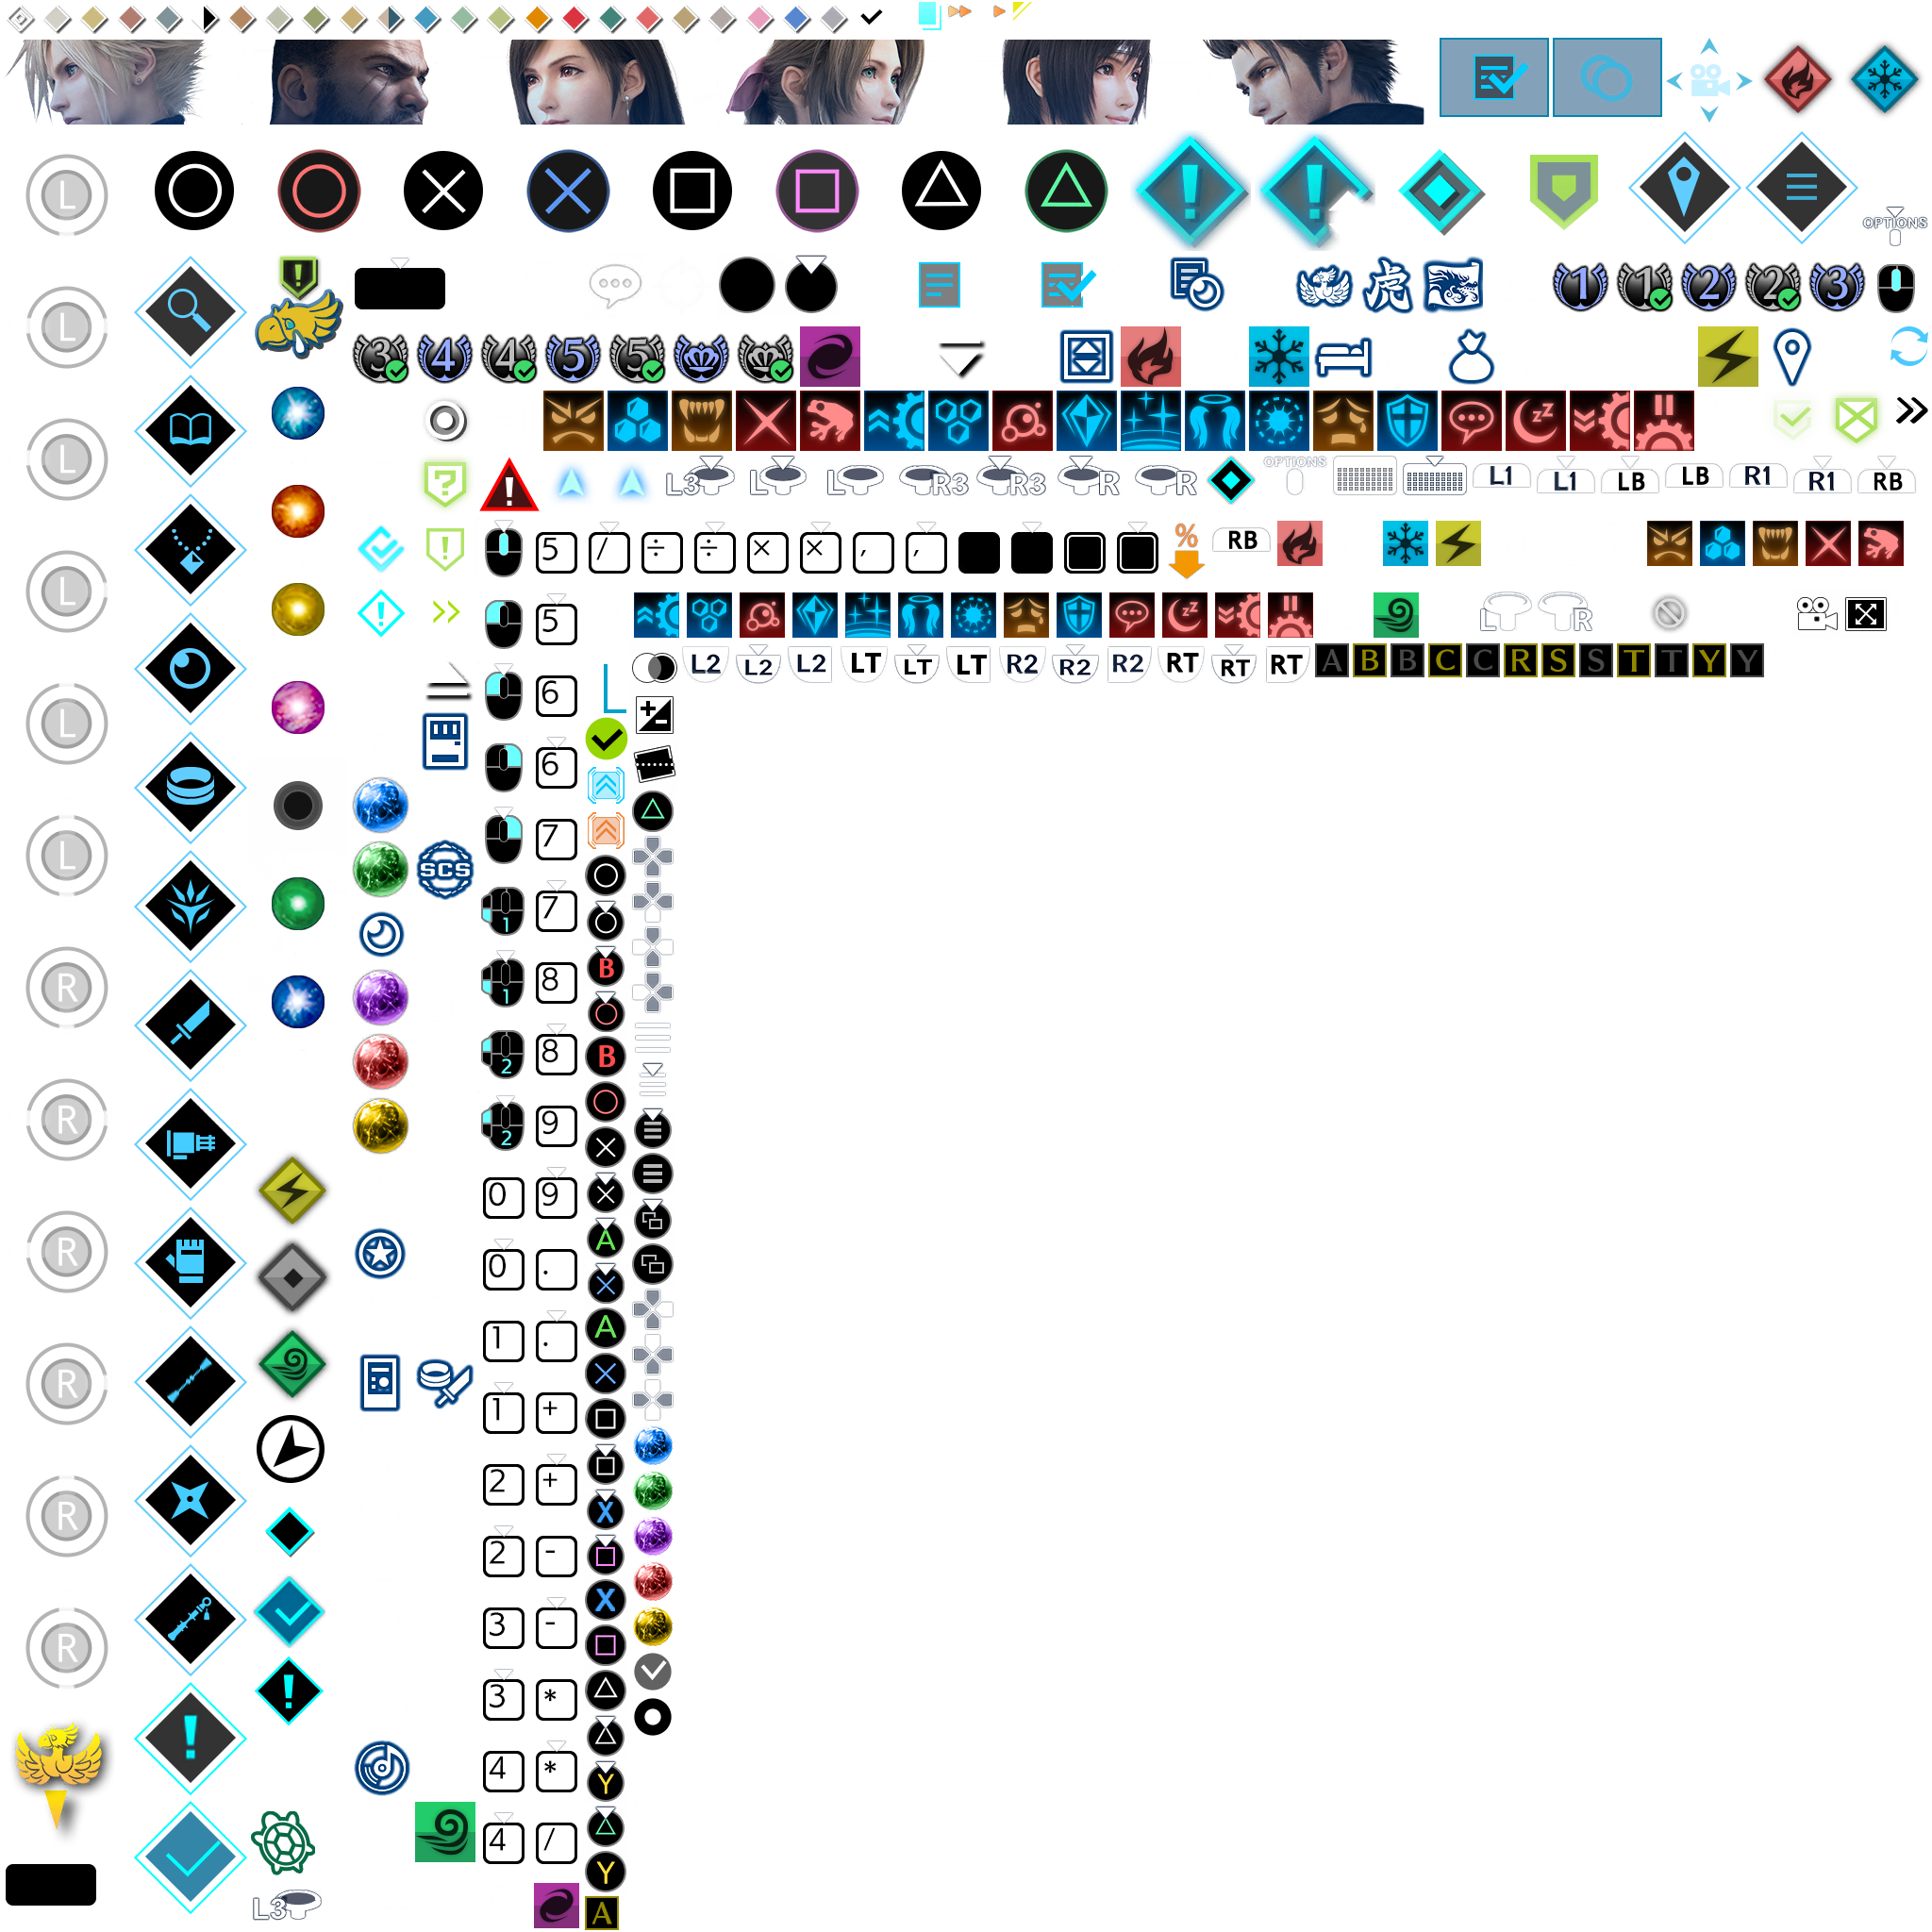 L
OPTIONS
L
1 1 2 2 3
3 4 4 5 5
L
L3 L L R3 R3 R R OPTIONS L1 L1 LB LB R1 R1 RB
5 / ÷ ÷ × × , , % RB
L
5 L R
L2 L2 L2 LT LT LT R2 R2 R2 RT RT RT A B B C C R S S T T Y Y
6
L
6
7
L
SCS
1 7
R
1 8 B
2 8 B
R
2 9
0 9
R
0 . A
1 . A
R
1 +
2 +
R
X
2 -
3 - X
R
3 *
4 * Y
4 / Y
L3 A